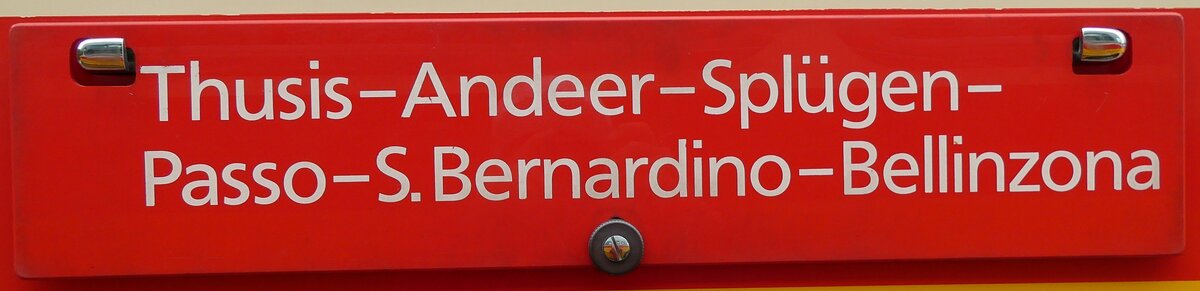 Thusis–Andeer–Splügen–
Passo–S.Bernardino–Bellinzona